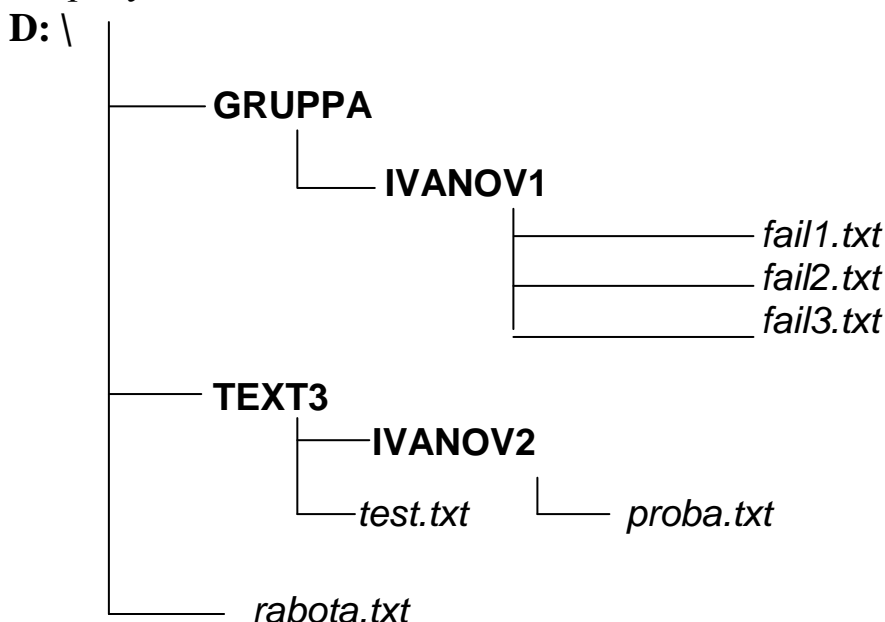 D: \
GRUPPA
IVANOV1
fail1.txt
fail2.txt
fail3.txt
TEXT3
IVANOV2
test.txt proba.txt
rabota.txt